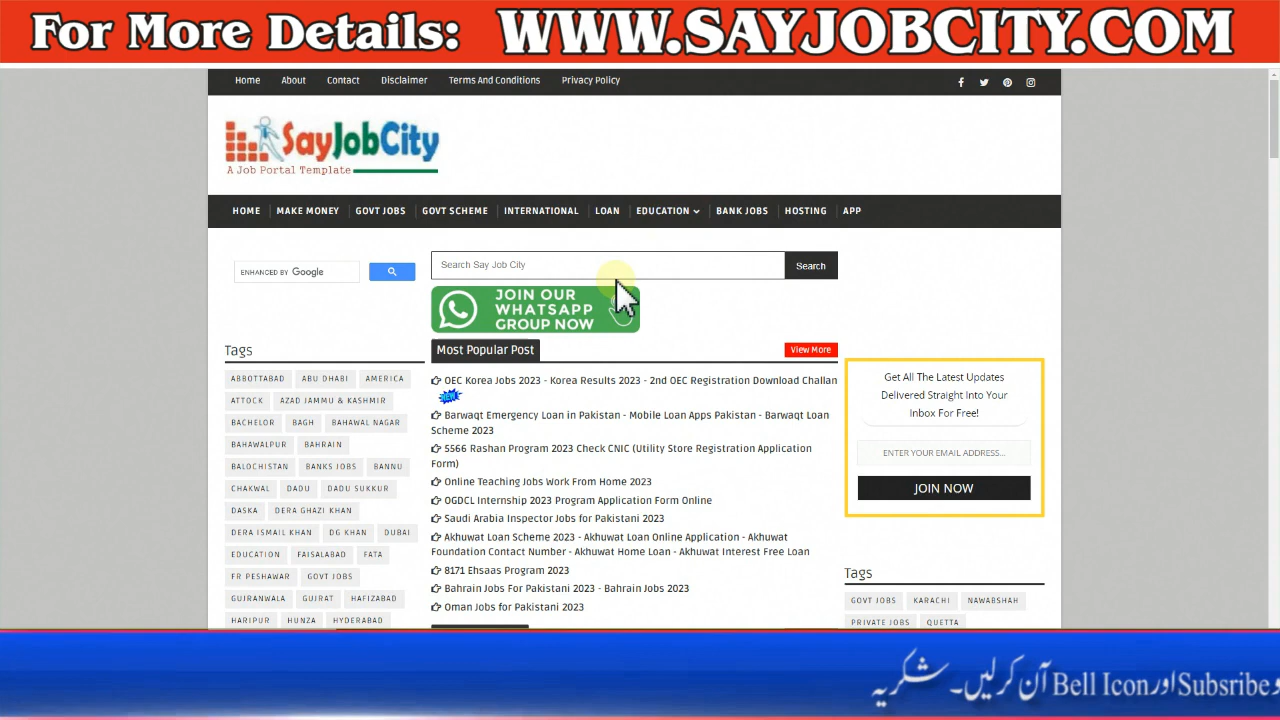 For More Details: WWW.SAYJOBCITY.COM
Home About Contact Disclaimer Terms And Conditions Privacy Policy
SayJobCity
A Job Portal Template
HOME MAKE MONEY GOVT JOBS GOVT SCHEME INTERNATIONAL LOAN EDUCATION BANK JOBS HOSTING APP
ENHANCED BY Google
Search Say Job City
Search
JOIN OUR
WHATSAPP
GROUP NOW
Tags
ABBOTTABAD ABU DHABI AMERICA
ATTOCK AZAD JAMMU & KASHMIR
BACHELOR BAGH BAHAWAL NAGAR
BAHAWALPUR BAHRAIN
BALOCHISTAN BANKS JOBS BANNU
CHAKWAL DADU DADU SUKKUR
DASKA DERA GHAZI KHAN
DERA ISMAIL KHAN DG KHAN DUBAI
EDUCATION FAISALABAD FATA
FR PESHAWAR GOVT JOBS
GUJRANWALA GUJRAT HAFIZABAD
HARIPUR HUNZA HYDERABAD
Most Popular Post
View More
OEC Korea Jobs 2023 - Korea Results 2023 - 2nd OEC Registration Download Challan
NEW
Barwaqt Emergency Loan in Pakistan - Mobile Loan Apps Pakistan - Barwaqt Loan
Scheme 2023
5566 Rashan Program 2023 Check CNIC (Utility Store Registration Application
Form)
Online Teaching Jobs Work From Home 2023
OGDCL Internship 2023 Program Application Form Online
Saudi Arabia Inspector Jobs for Pakistani 2023
Akhuwat Loan Scheme 2023 - Akhuwat Loan Online Application - Akhuwat
Foundation Contact Number - Akhuwat Home Loan - Akhuwat Interest Free Loan
8171 Ehsaas Program 2023
Bahrain Jobs For Pakistani 2023 - Bahrain Jobs 2023
Oman Jobs for Pakistani 2023
Get All The Latest Updates
Delivered Straight Into Your
Inbox For Free!
ENTER YOUR EMAIL ADDRESS...
JOIN NOW
Tags
GOVT JOBS KARACHI NAWABSHAH
PRIVATE JOBS QUETTA
Subsribe اور Bell Icon آن کرلیں۔ شکریہ